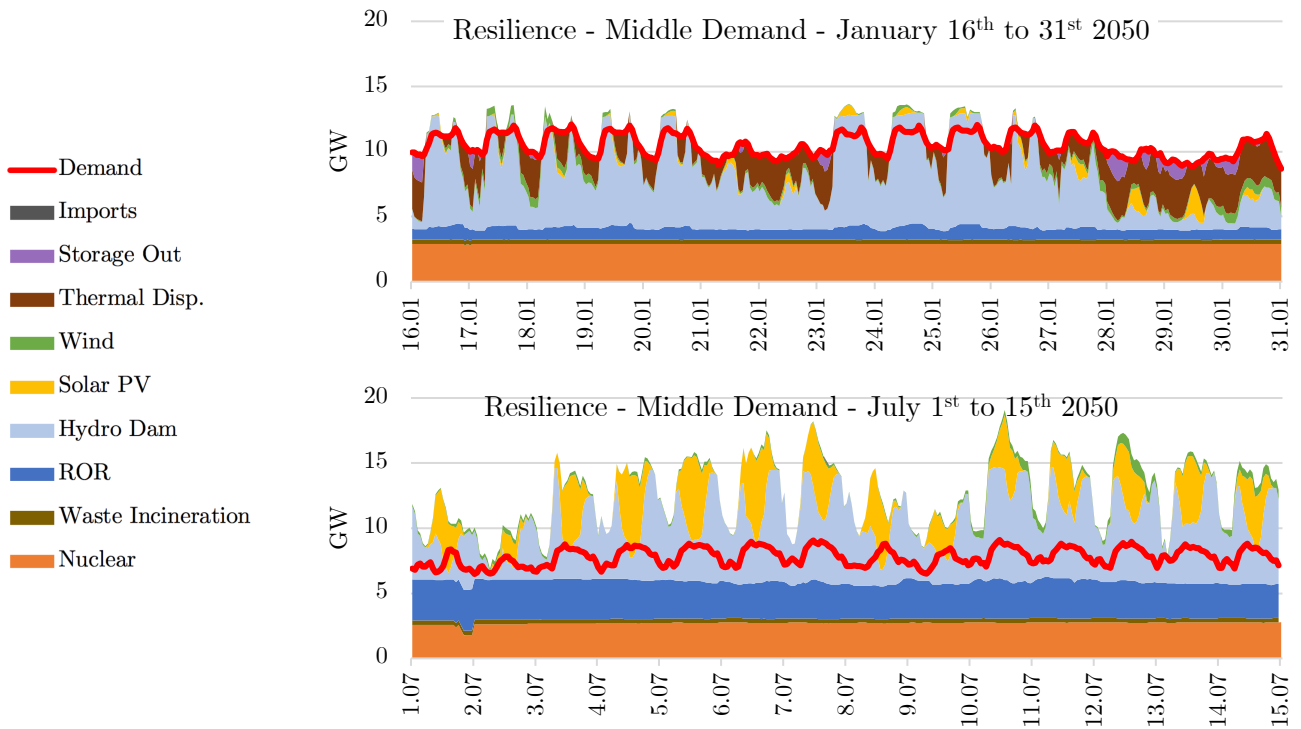 Resilience - Middle Demand - January 16th to 31st 2050
20
15
10
5
0
GW
16.01
17.01
18.01
19.01
20.01
21.01
22.01
23.01
24.01
25.01
26.01
27.01
28.01
29.01
30.01
31.01
Demand
Imports
Storage Out
Thermal Disp.
Wind
Solar PV
Hydro Dam
ROR
Waste Incineration
Nuclear
Resilience - Middle Demand - July 1st to 15th 2050
20
15
10
5
0
GW
1.07
2.07
3.07
4.07
5.07
6.07
7.07
8.07
9.07
10.07
11.07
12.07
13.07
14.07
15.07